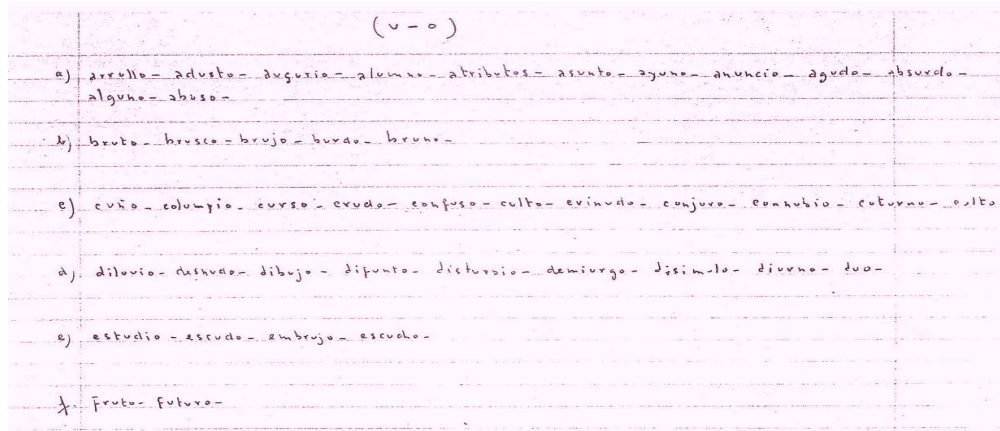 (u - o)
a) arrullo - adusto - augurio - alumno - atributos - asunto - ayuno - anuncio - agudo - absurdo -
alguno - abuso -
b) bruto - brusco - brujo - burdo - bruno -
c) cuño - columpio - curso - crudo - confuso - culto - crinudo - conjuro - connubio - coturno - culto
d) diluvio - desnudo - dibujo - difunto - disturbio - demiurgo - disimulo - diurno - duo -
e) estudio - escudo - embrujo - escucho -
f. Fruto - Futuro -